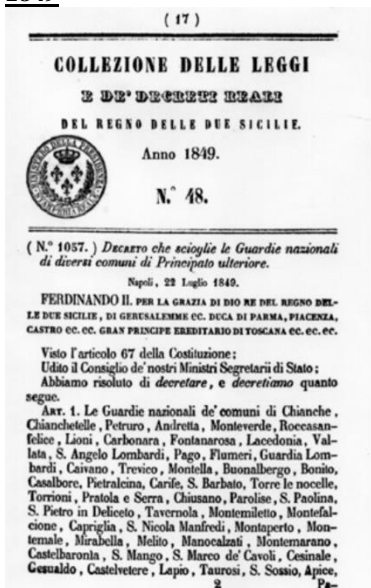 ( 17 )
COLLEZIONE DELLE LEGGI
E DE' DECRETI REALI
DEL REGNO DELLE DUE SICILIE.
Anno 1849.
N.° 48.
( N.° 1057. ) DECRETO che scioglie le Guardie nazionali
di diversi comuni di Principato ulteriore.
Napoli, 22 Luglio 1849.
FERDINANDO II. PER LA GRAZIA DI DIO RE DEL REGNO DEL-
LE DUE SICILIE, DI GERUSALEMME EC. DUCA DI PARMA, PIACENZA,
CASTRO EC. EC. GRAN PRINCIPE EREDITARIO DI TOSCANA EC. EC. EC.
Visto l'articolo 67 della Costituzione;
Udito il Consiglio de' nostri Ministri Segretarii di Stato;
Abbiamo risoluto di decretare, e decretiamo quanto
segue.
ART. 1. Le Guardie nazionali de' comuni di Chianche,
Chianchetelle, Petruro, Andretta, Monteverde, Roccasan-
felice, Lioni, Carbonara, Fontanarosa, Lacedonia, Val-
lata, S. Angelo Lombardi, Pago, Flumeri, Guardia Lom-
bardi, Caivano, Trevico, Montella, Buonalbergo, Bonito,
Casalbore, Pietralcina, Carife, S. Barbato, Torre le nocelle,
Torrioni, Pratola e Serra, Chiusano, Parolise, S. Paolina,
S. Pietro in Deliceto, Tavernola, Montemiletto, Montefal-
cione, Capriglia, S. Nicola Manfredi, Montaperto, Mon-
temale, Mirabella, Melito, Manocalzati, Montemarano,
Castelbaronta, S. Mango, S. Marco de' Cavoli, Cesinale,
Gesualdo, Castelvetere, Lapio, Taurosi, S. Sossio, Apice,
2 Pa-